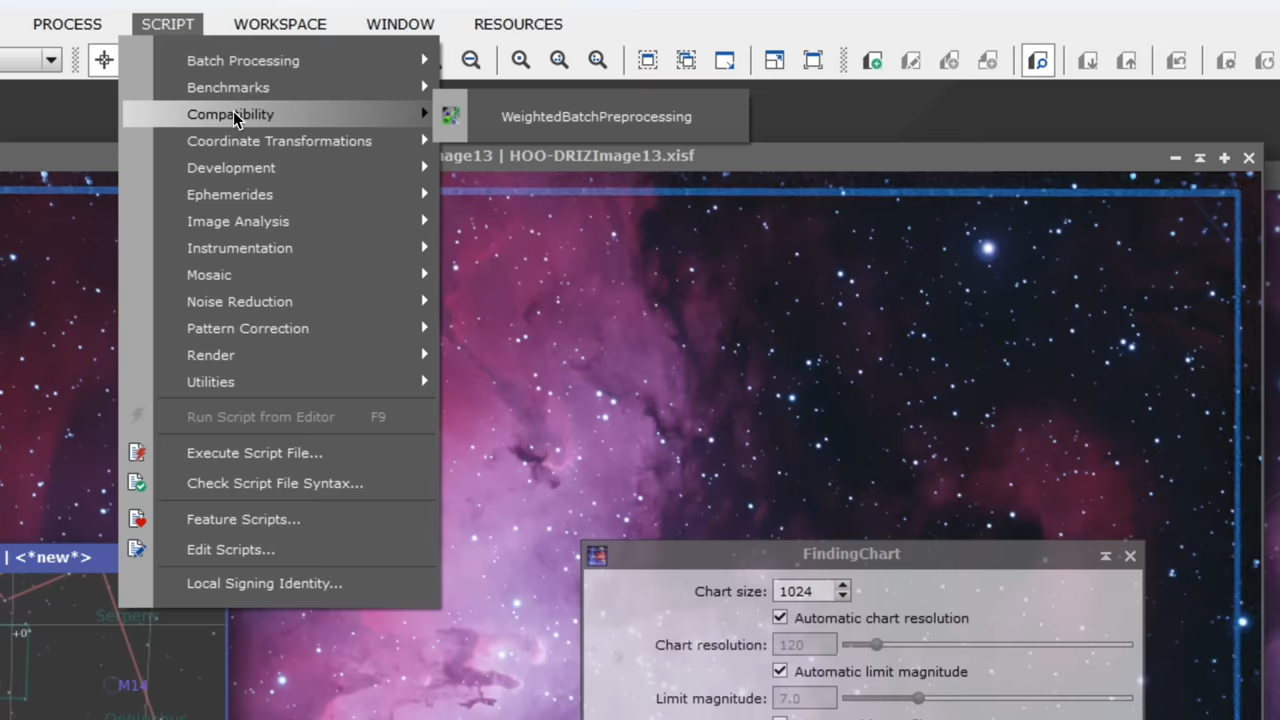 PROCESS SCRIPT WORKSPACE WINDOW RESOURCES
Batch Processing
Benchmarks
Compatibility
WeightedBatchPreprocessing
Coordinate Transformations
age13 | HOO-DRIZImage13.xisf
Development
Ephemerides
Image Analysis
Instrumentation
Mosaic
Noise Reduction
Pattern Correction
Render
Utilities
Run Script from Editor F9
Execute Script File...
Check Script File Syntax...
Feature Scripts...
Edit Scripts...
Local Signing Identity...
| <*new*>
Serpens
+0°
M14
FindingChart
Chart size: 1024
Automatic chart resolution
Chart resolution: 120
Automatic limit magnitude
Limit magnitude: 7.0